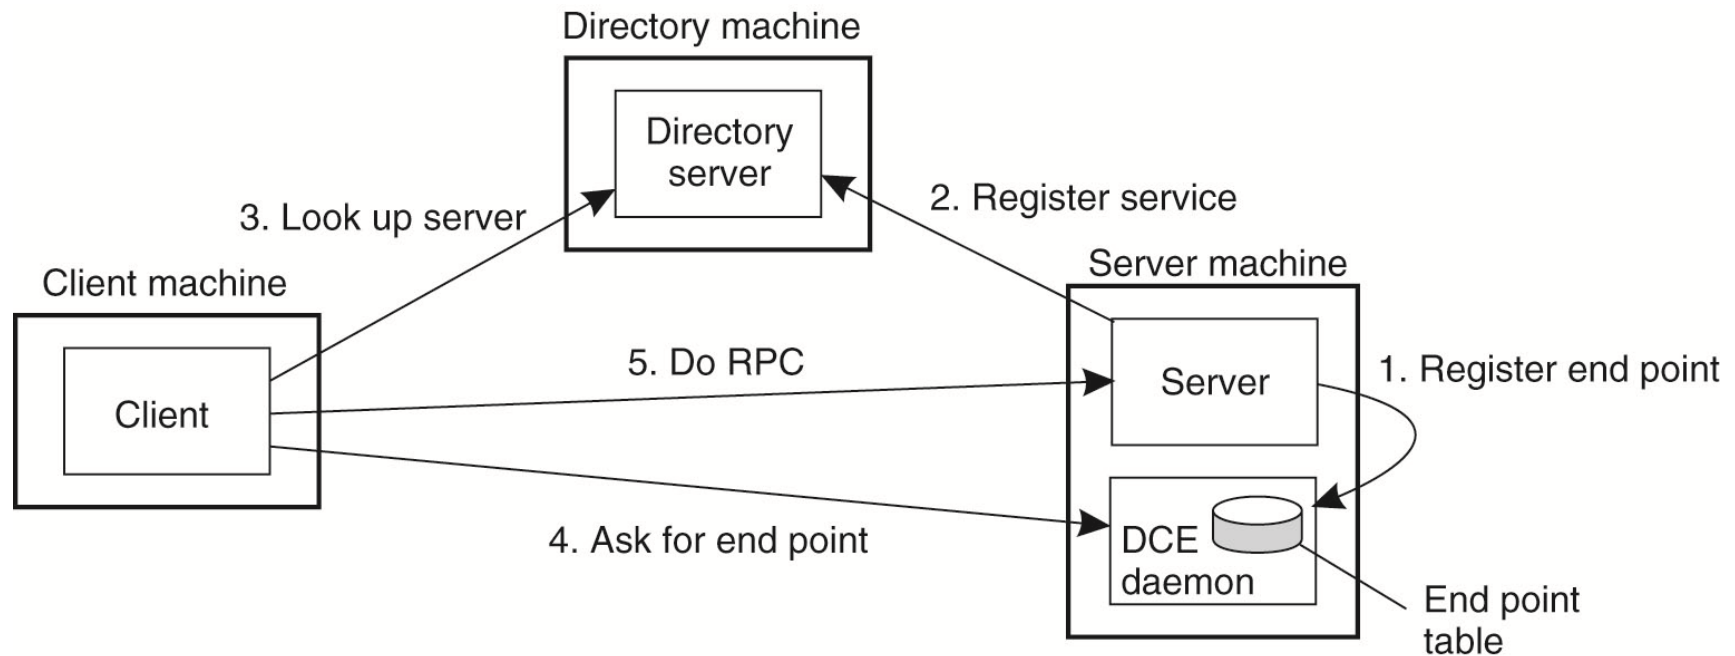 Directory machine
Directory
server
2. Register service
3. Look up server
Server machine
Client machine
5. Do RPC
1. Register end point
Server
Client
4. Ask for end point
DCE
daemon
End point
table